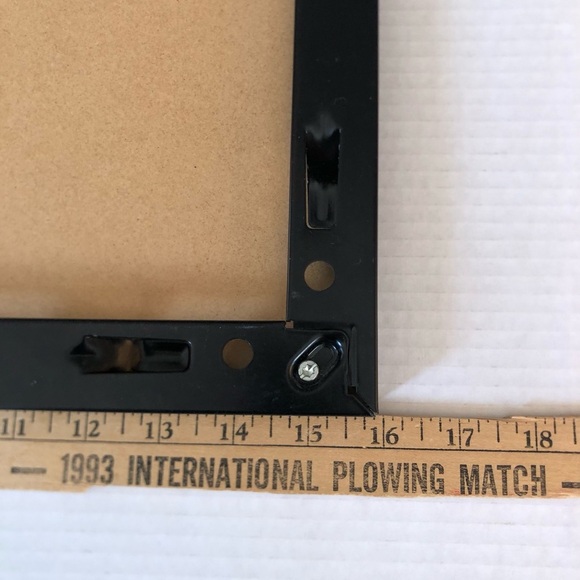 11 12 13 14 15 16 17 18
— 1993 INTERNATIONAL PLOWING MATCH —